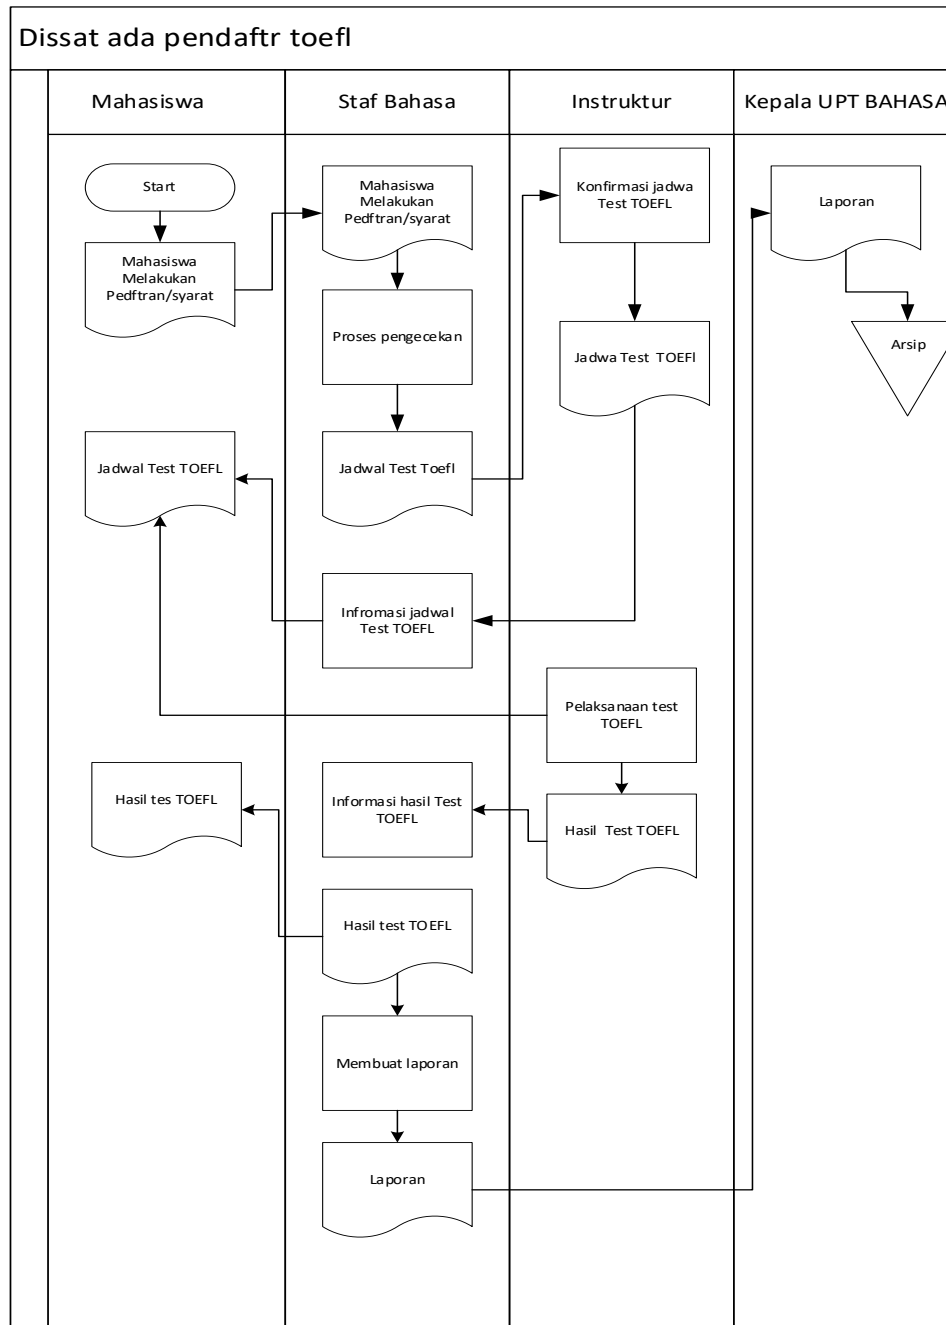 Dissat ada pendaftr toefl
Mahasiswa
Staf Bahasa
Instruktur
Kepala UPT BAHASA
Start
Mahasiswa
Melakukan
Pedftran/syarat
Jadwal Test TOEFL
Hasil tes TOEFL
Mahasiswa
Melakukan
Pedftran/syarat
Proses pengecekan
Jadwal Test Toefl
Infromasi jadwal
Test TOEFL
Informasi hasil Test
TOEFL
Hasil test TOEFL
Membuat laporan
Laporan
Konfirmasi jadwa
Test TOEFL
Jadwa Test TOEFl
Pelaksanaan test
TOEFL
Hasil Test TOEFL
Laporan
Arsip